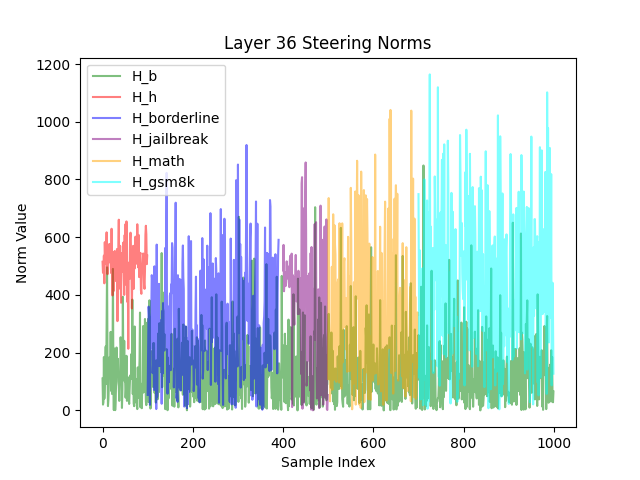 Layer 36 Steering Norms
1200
1000
800
600
400
200
0
Norm Value
H_b
H_h
H_borderline
H_jailbreak
H_math
H_gsm8k
0 200 400 600 800 1000
Sample Index